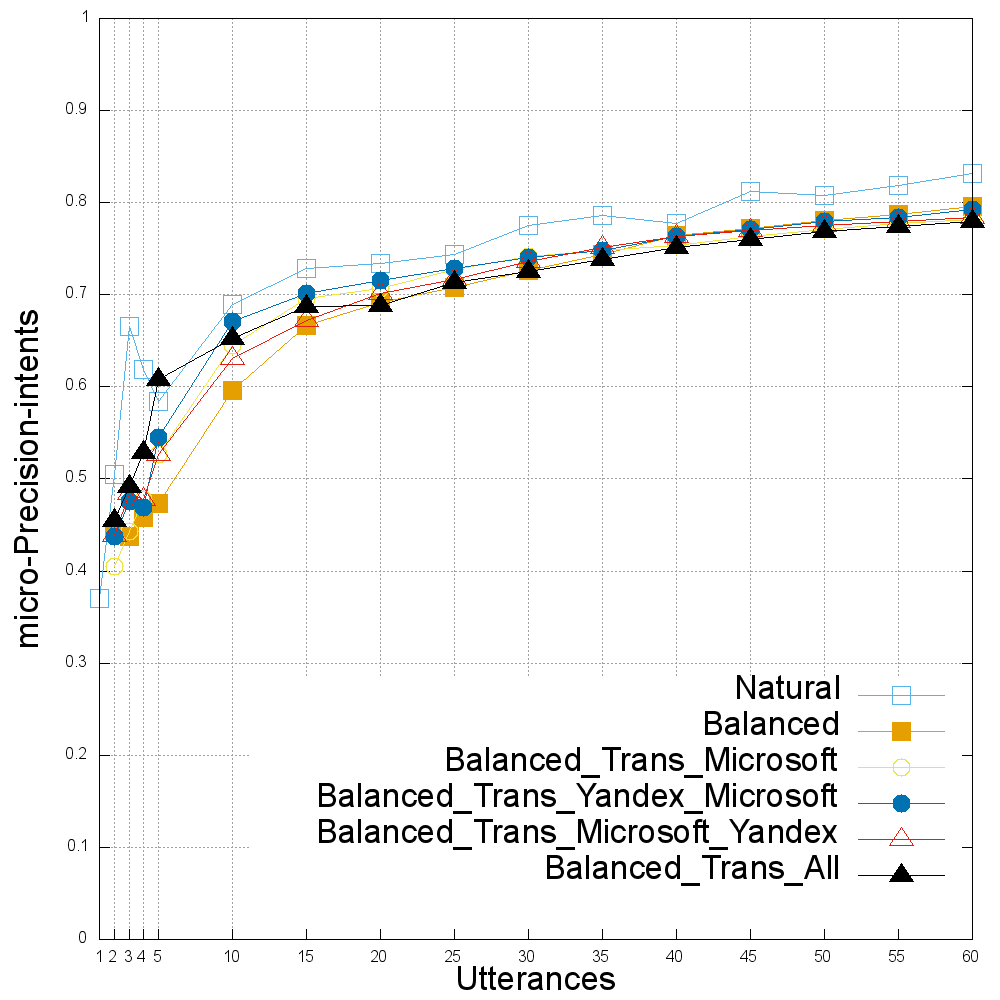 1
0.9
0.8
0.7
0.6
0.5
0.4
0.3
0.2
0.1
0
micro-Precision-intents
Natural
Balanced
Balanced_Trans_Microsoft
Balanced_Trans_Yandex_Microsoft
Balanced_Trans_Microsoft_Yandex
Balanced_Trans_All
1 2 3 4 5 10 15 20 25 30 35 40 45 50 55 60
Utterances